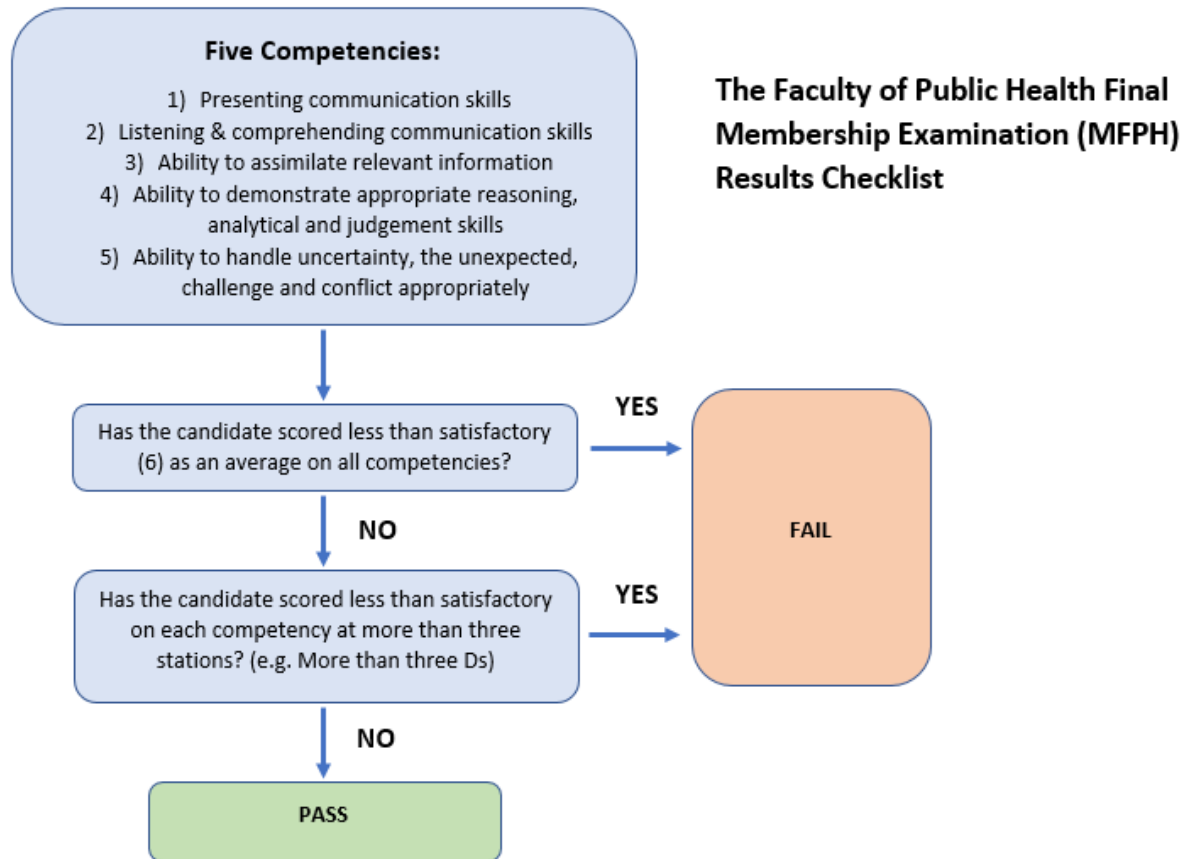 Five Competencies:
1) Presenting communication skills
2) Listening & comprehending communication skills
3) Ability to assimilate relevant information
4) Ability to demonstrate appropriate reasoning,
analytical and judgement skills
5) Ability to handle uncertainty, the unexpected,
challenge and conflict appropriately
The Faculty of Public Health Final
Membership Examination (MFPH)
Results Checklist
Has the candidate scored less than satisfactory
(6) as an average on all competencies?
YES
NO
FAIL
Has the candidate scored less than satisfactory
on each competency at more than three
stations? (e.g. More than three Ds)
YES
NO
PASS